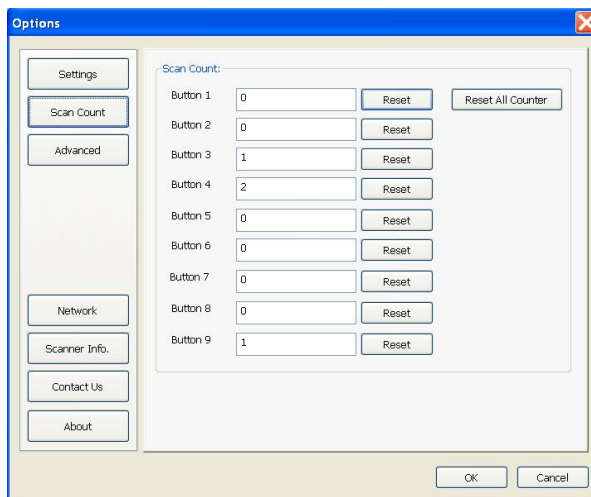 Options
Settings
Scan Count
Advanced
Network
Scanner Info.
Contact Us
About
Scan Count:
Button 1 0 Reset Reset All Counter
Button 2 0 Reset
Button 3 1 Reset
Button 4 2 Reset
Button 5 0 Reset
Button 6 0 Reset
Button 7 0 Reset
Button 8 0 Reset
Button 9 1 Reset
OK Cancel